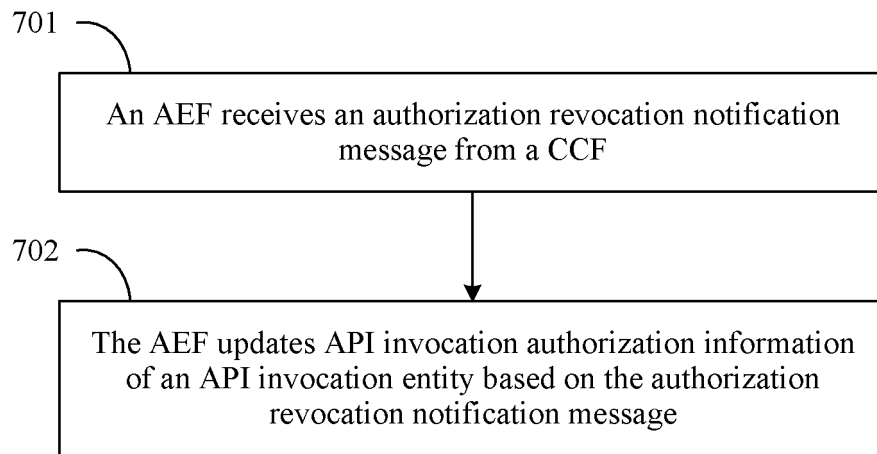 701
An AEF receives an authorization revocation notification
message from a CCF
702
The AEF updates API invocation authorization information
of an API invocation entity based on the authorization
revocation notification message